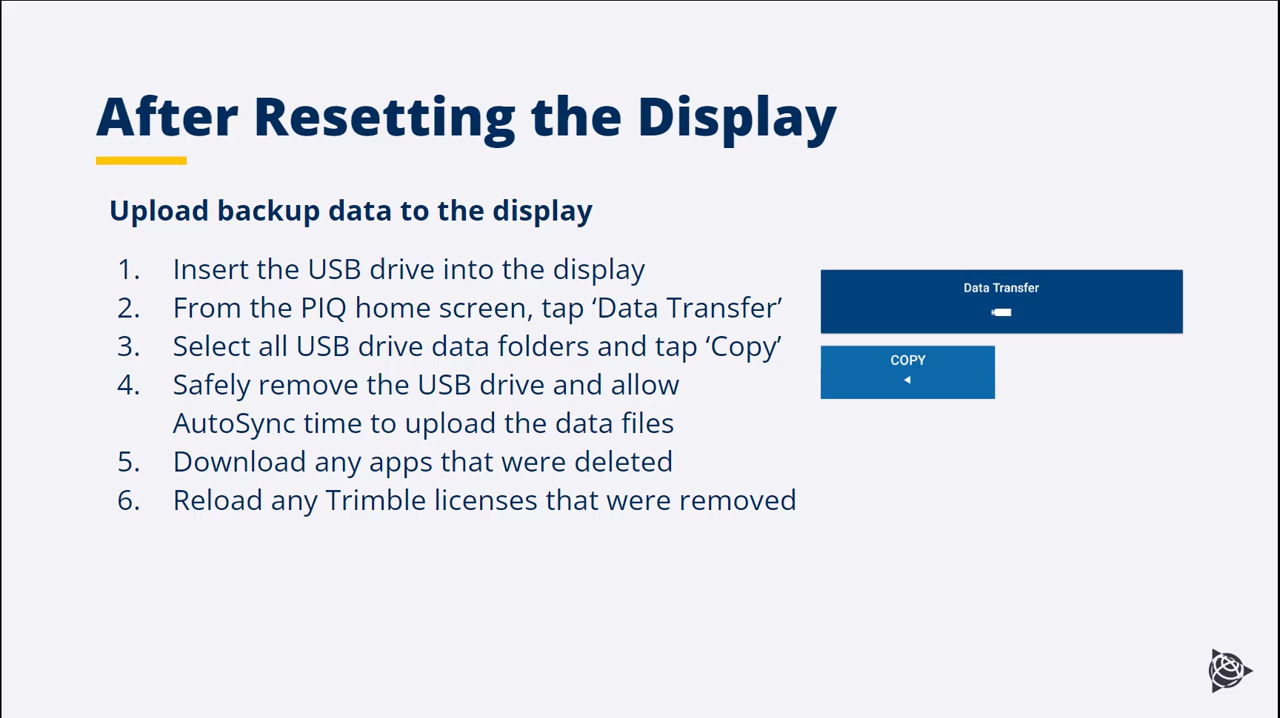 After Resetting the Display
Upload backup data to the display
1. Insert the USB drive into the display
2. From the PIQ home screen, tap ‘Data Transfer’
3. Select all USB drive data folders and tap ‘Copy’
4. Safely remove the USB drive and allow
AutoSync time to upload the data files
5. Download any apps that were deleted
6. Reload any Trimble licenses that were removed
Data Transfer
COPY